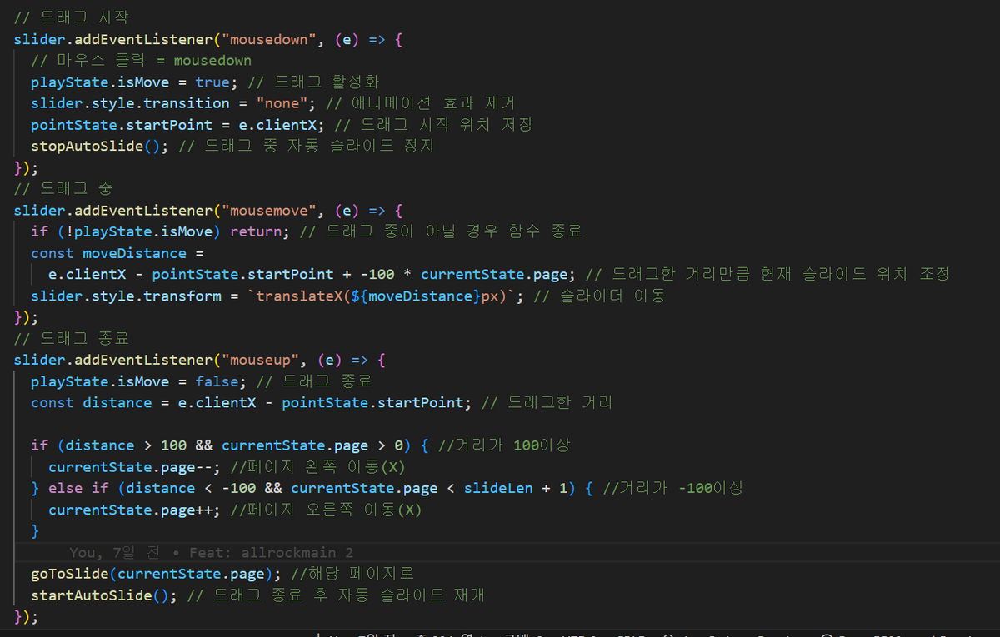 // 드래그 시작
slider.addEventListener("mousedown", (e) => {
// 마우스 클릭 = mousedown
playState.isMove = true; // 드래그 활성화
slider.style.transition = "none"; // 애니메이션 효과 제거
pointState.startPoint = e.clientX; // 드래그 시작 위치 저장
stopAutoSlide(); // 드래그 중 자동 슬라이드 정지
});
// 드래그 중
slider.addEventListener("mousemove", (e) => {
if (!playState.isMove) return; // 드래그 중이 아닐 경우 함수 종료
const moveDistance =
e.clientX - pointState.startPoint + -100 * currentState.page; // 드래그한 거리만큼 현재 슬라이드 위치 조정
slider.style.transform = `translateX(${moveDistance}px)`; // 슬라이더 이동
});
// 드래그 종료
slider.addEventListener("mouseup", (e) => {
playState.isMove = false; // 드래그 종료
const distance = e.clientX - pointState.startPoint; // 드래그한 거리
if (distance > 100 && currentState.page > 0) { //거리가 100이상
currentState.page--; //페이지 왼쪽 이동(X)
} else if (distance < -100 && currentState.page < slideLen + 1) { //거리가 -100이상
currentState.page++; //페이지 오른쪽 이동(X)
}
You, 7일 전 • Feat: allrockmain 2
goToSlide(currentState.page); //해당 페이지로
startAutoSlide(); // 드래그 종료 후 자동 슬라이드 재개
});